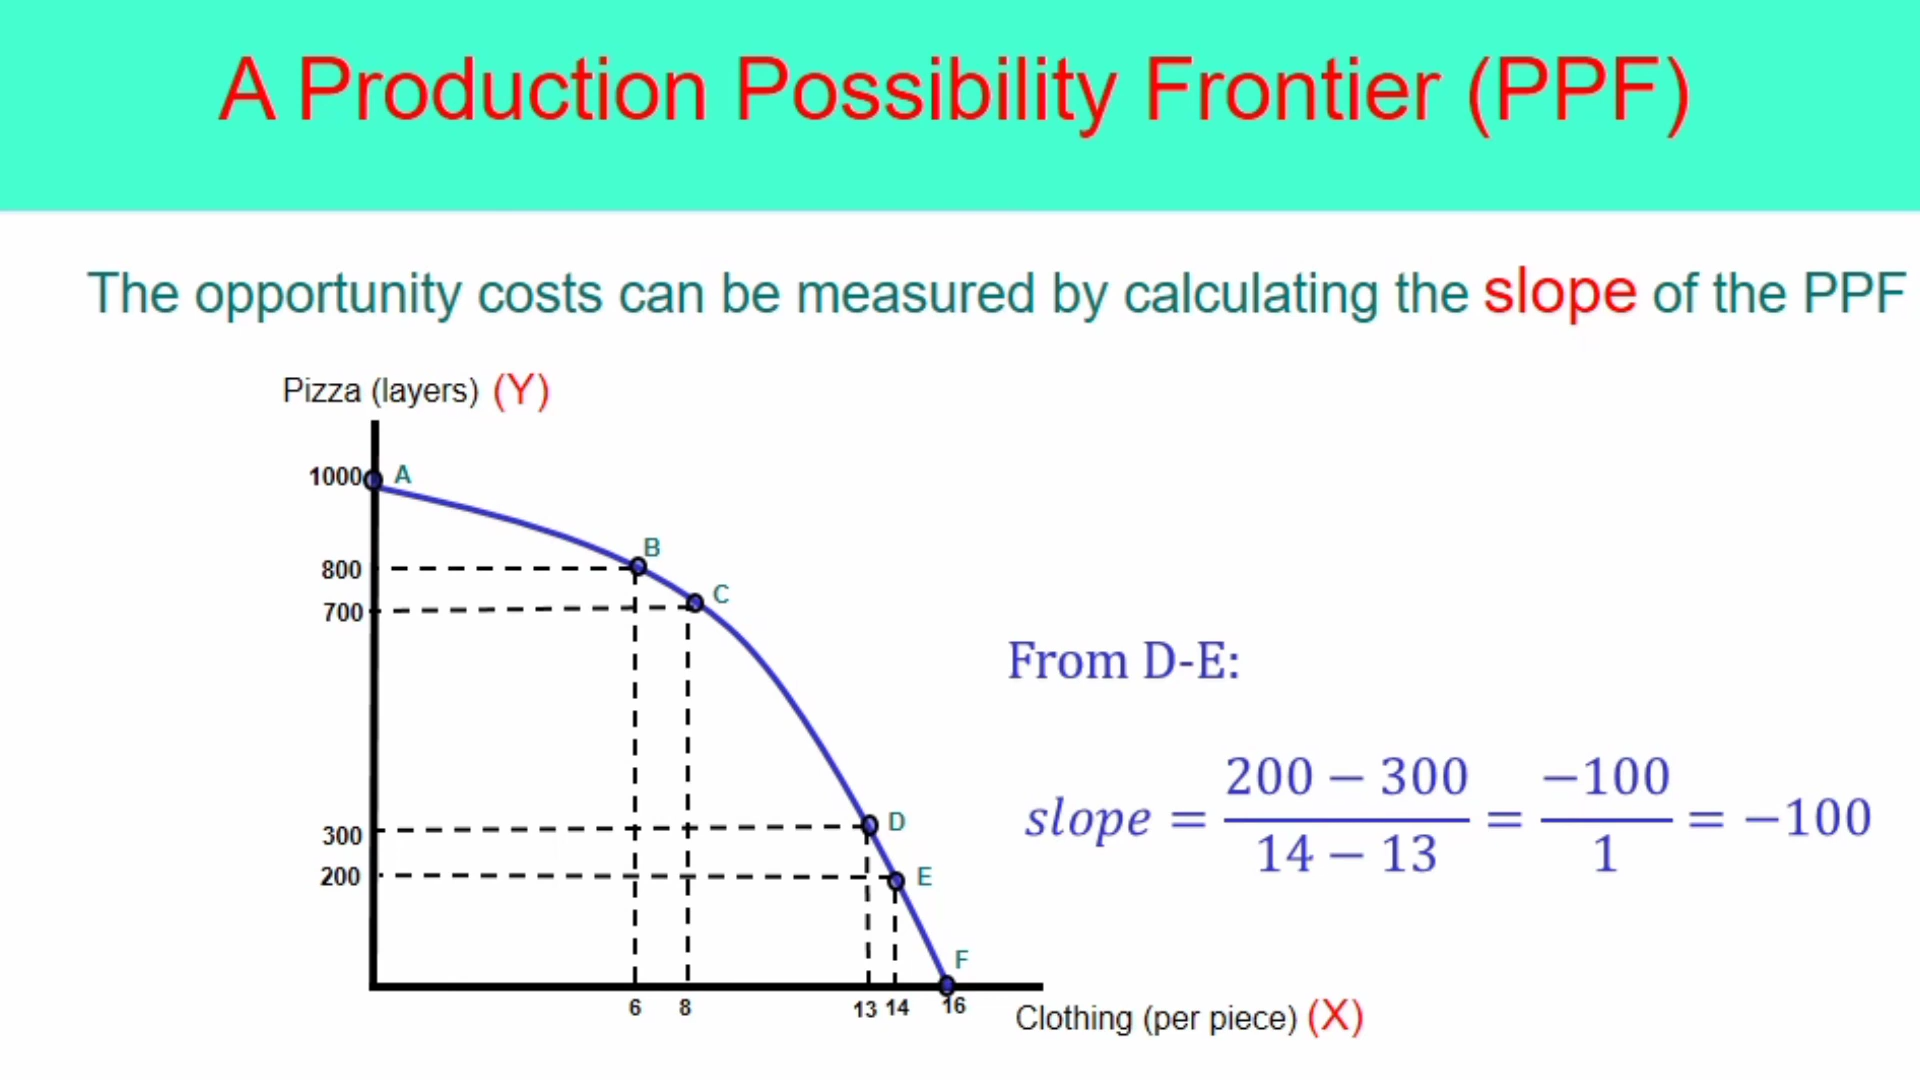 A Production Possibility Frontier (PPF)
The opportunity costs can be measured by calculating the slope of the PPF
Pizza (layers) (Y)
1000 A
B
800
C
700
From D-E:
slope = (200 − 300)/(14 − 13) = −100/1 = −100
300 D
200 E
F
6 8 13 14 16
Clothing (per piece) (X)